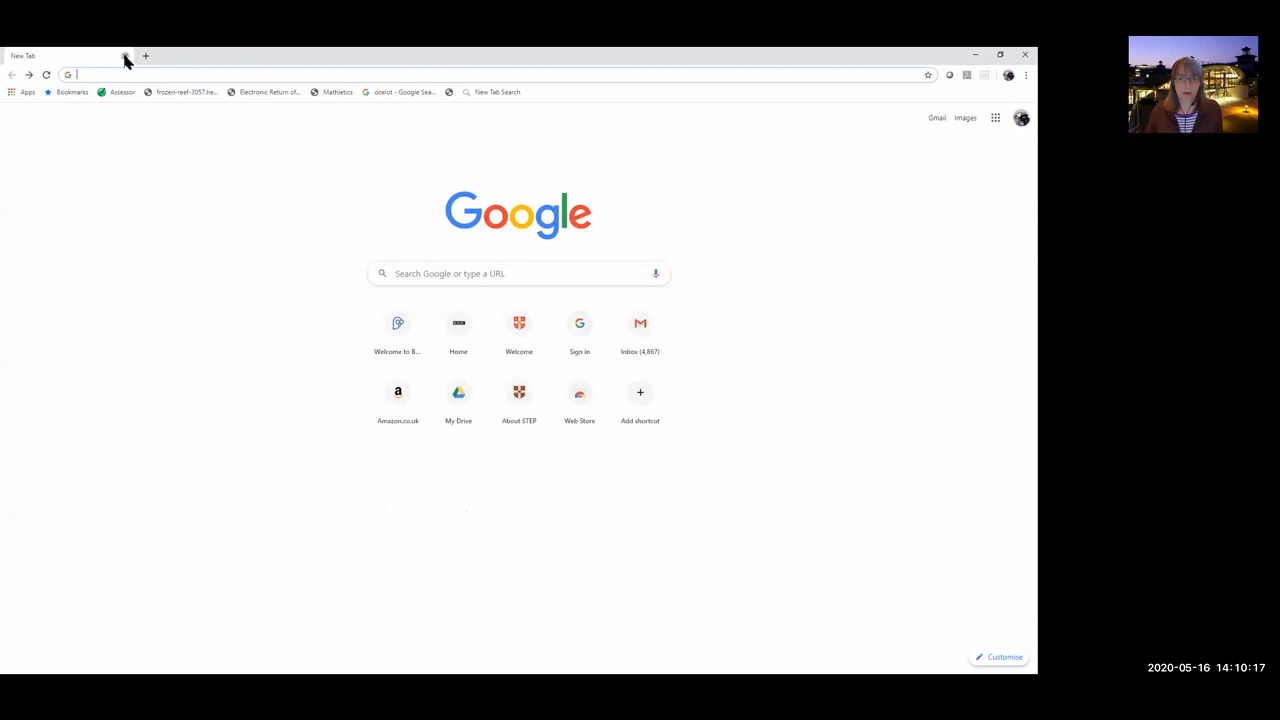 New Tab
Apps Bookmarks Assessor frozen-reef-3057.he... Electronic Return of... Mathletics ocelot - Google Sea... New Tab Search
Gmail Images
Google
Search Google or type a URL
Welcome to B... Home Welcome Sign in Inbox (4,867)
Amazon.co.uk My Drive About STEP Web Store Add shortcut
Customise
2020-05-16 14:10:17